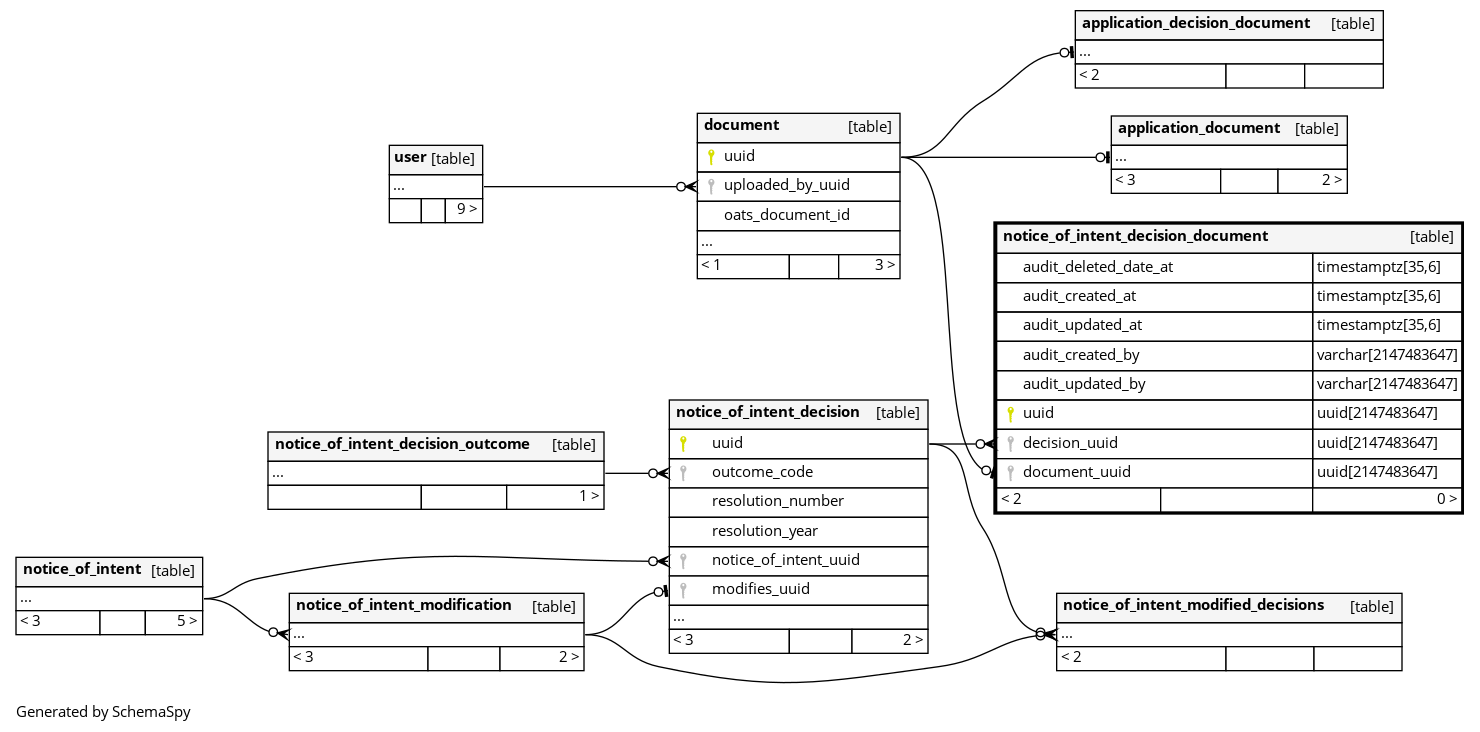 application_decision_document [table]
...
< 2
document [table]
uuid
uploaded_by_uuid
oats_document_id
...
< 1 3 >
application_document [table]
...
< 3 2 >
user [table]
...
9 >
notice_of_intent_decision_document [table]
audit_deleted_date_at timestamptz[35,6]
audit_created_at timestamptz[35,6]
audit_updated_at timestamptz[35,6]
audit_created_by varchar[2147483647]
audit_updated_by varchar[2147483647]
uuid uuid[2147483647]
decision_uuid uuid[2147483647]
document_uuid uuid[2147483647]
< 2 0 >
notice_of_intent_decision [table]
uuid
outcome_code
resolution_number
resolution_year
notice_of_intent_uuid
modifies_uuid
...
< 3 2 >
notice_of_intent_decision_outcome [table]
...
1 >
notice_of_intent [table]
...
< 3 5 >
notice_of_intent_modification [table]
...
< 3 2 >
notice_of_intent_modified_decisions [table]
...
< 2
Generated by SchemaSpy